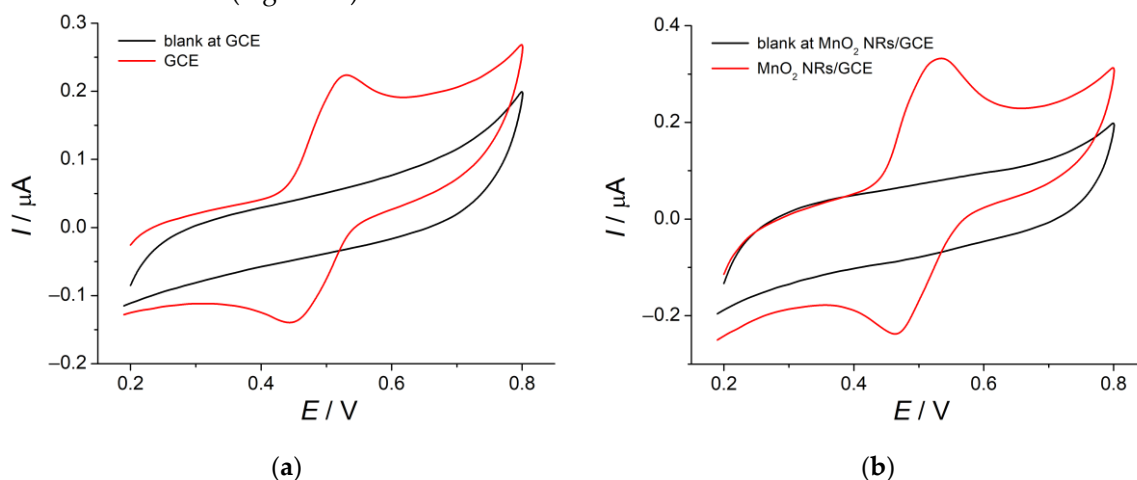 blank at GCE
GCE
0.3
0.2
0.1
0.0
−0.1
−0.2
I / μA
0.2
0.4
0.6
0.8
E / V
(a)
blank at MnO2 NRs/GCE
MnO2 NRs/GCE
0.4
0.2
0.0
−0.2
I / μA
0.2
0.4
0.6
0.8
E / V
(b)